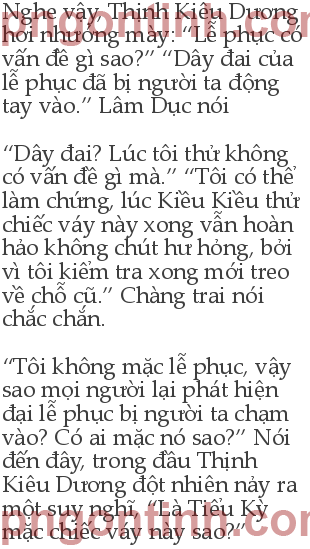 Nghe vậy, Thịnh Kiều Dương
hơi nhướng mày: “Lễ phục có
vấn đề gì sao?” “Dây đai của
lễ phục đã bị người ta động
tay vào.” Lâm Dục nói
“Dây đai? Lúc tôi thử không
có vấn đề gì mà.” “Tôi có thể
làm chứng, lúc Kiều Kiều thử
chiếc váy này xong vẫn hoàn
hảo không chút hư hỏng, bởi
vì tôi kiểm tra xong mới treo
về chỗ cũ.” Chàng trai nói
chắc chắn.
“Tôi không mặc lễ phục, vậy
sao mọi người lại phát hiện
đại lễ phục bị người ta chạm
vào? Có ai mặc nó sao?” Nói
đến đây, trong đầu Thịnh
Kiều Dương đột nhiên nảy ra
một suy nghĩ, “Là Tiểu Kỳ
mặc chiếc váy này sao?”